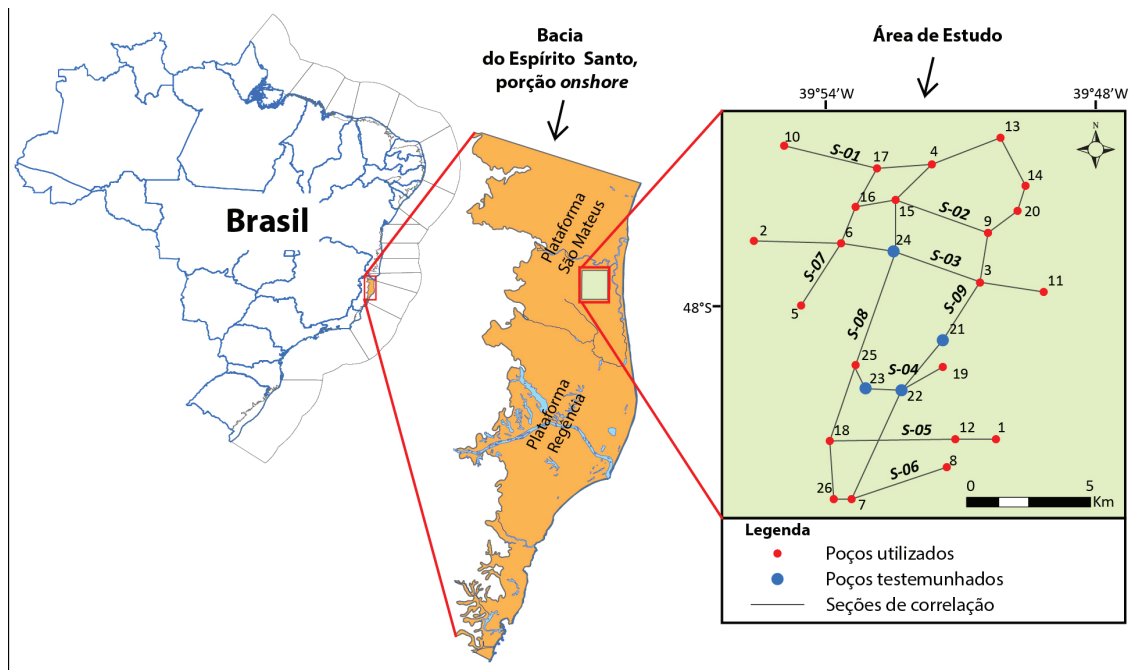 Brasil
Bacia
do Espírito Santo,
porção onshore
Plataforma
São Mateus
Plataforma
Regência
Área de Estudo
39°54'W
39°48'W
48°S
N
10
S-01
17
4
13
14
16
15
S-02
20
9
2
6
24
S-03
S-07
3
11
5
S-09
S-08
21
25
S-04
19
23
22
18
S-05
12
1
S-06
8
26
7
0
5
Km
Legenda
Poços utilizados
Poços testemunhados
Seções de correlação